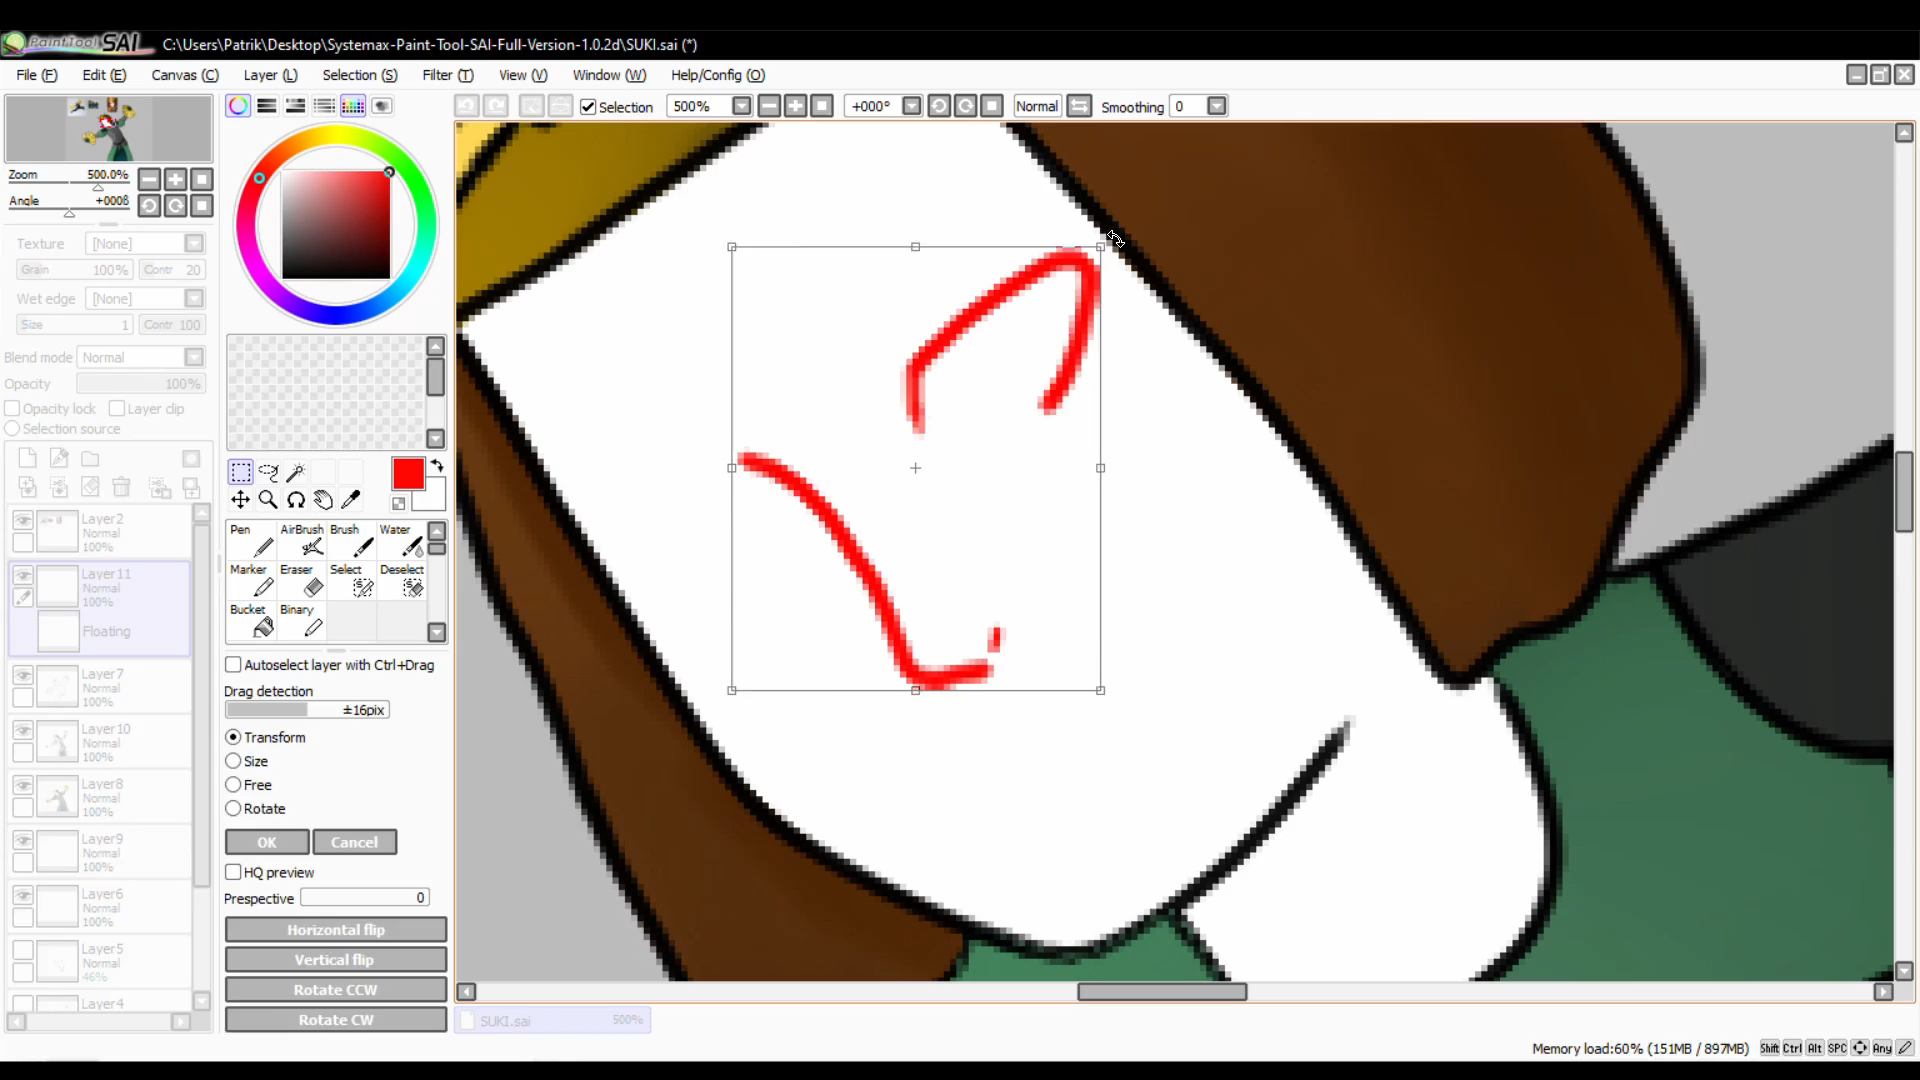 PaintTool SAI C:\Users\Patrik\Desktop\Systemax-Paint-Tool-SAI-Full-Version-1.0.2d\SUKI.sai (*)
File (F) Edit (E) Canvas (C) Layer (L) Selection (S) Filter (T) View (V) Window (W) Help/Config (O)
Selection 500% +000° Normal Smoothing 0
Zoom 500.0%
Angle +000ß
Texture [None]
Grain 100% Contr 20
Wet edge [None]
Size 1 Contr 100
Blend mode Normal
Opacity 100%
Opacity lock Layer clip
Selection source
Layer2
Normal
100%
Layer11
Normal
100%
Floating
Layer7
Normal
100%
Layer10
Normal
100%
Layer8
Normal
100%
Layer9
Normal
100%
Layer6
Normal
100%
Layer5
Normal
46%
Layer4
Pen AirBrush Brush Water
Marker Eraser Select Deselect
Bucket Binary
Autoselect layer with Ctrl+Drag
Drag detection
±16pix
Transform
Size
Free
Rotate
OK Cancel
HQ preview
Prespective 0
Horizontal flip
Vertical flip
Rotate CCW
Rotate CW
SUKI.sai 500%
Memory load:60% (151MB / 897MB) Shift Ctrl Alt SPC Any